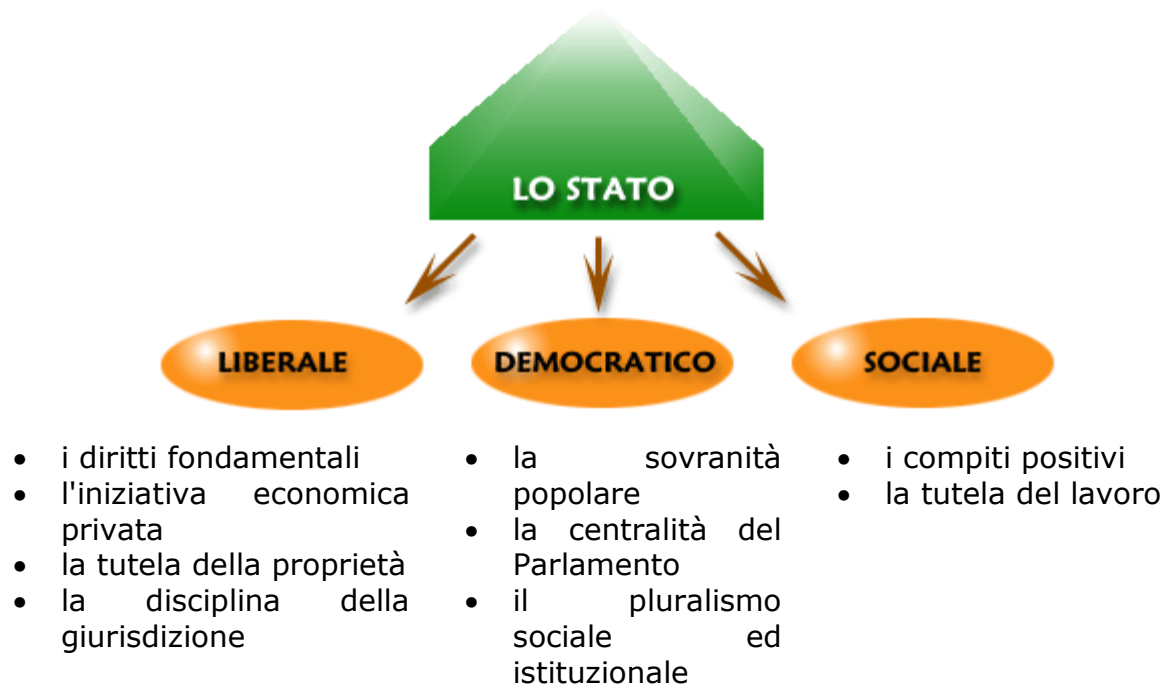 LO STATO
LIBERALE
DEMOCRATICO
SOCIALE
• i diritti fondamentali
• l'iniziativa economica
privata
• la tutela della proprietà
• la disciplina della
giurisdizione
• la sovranità
popolare
• la centralità del
Parlamento
• il pluralismo
sociale ed
istituzionale
• i compiti positivi
• la tutela del lavoro